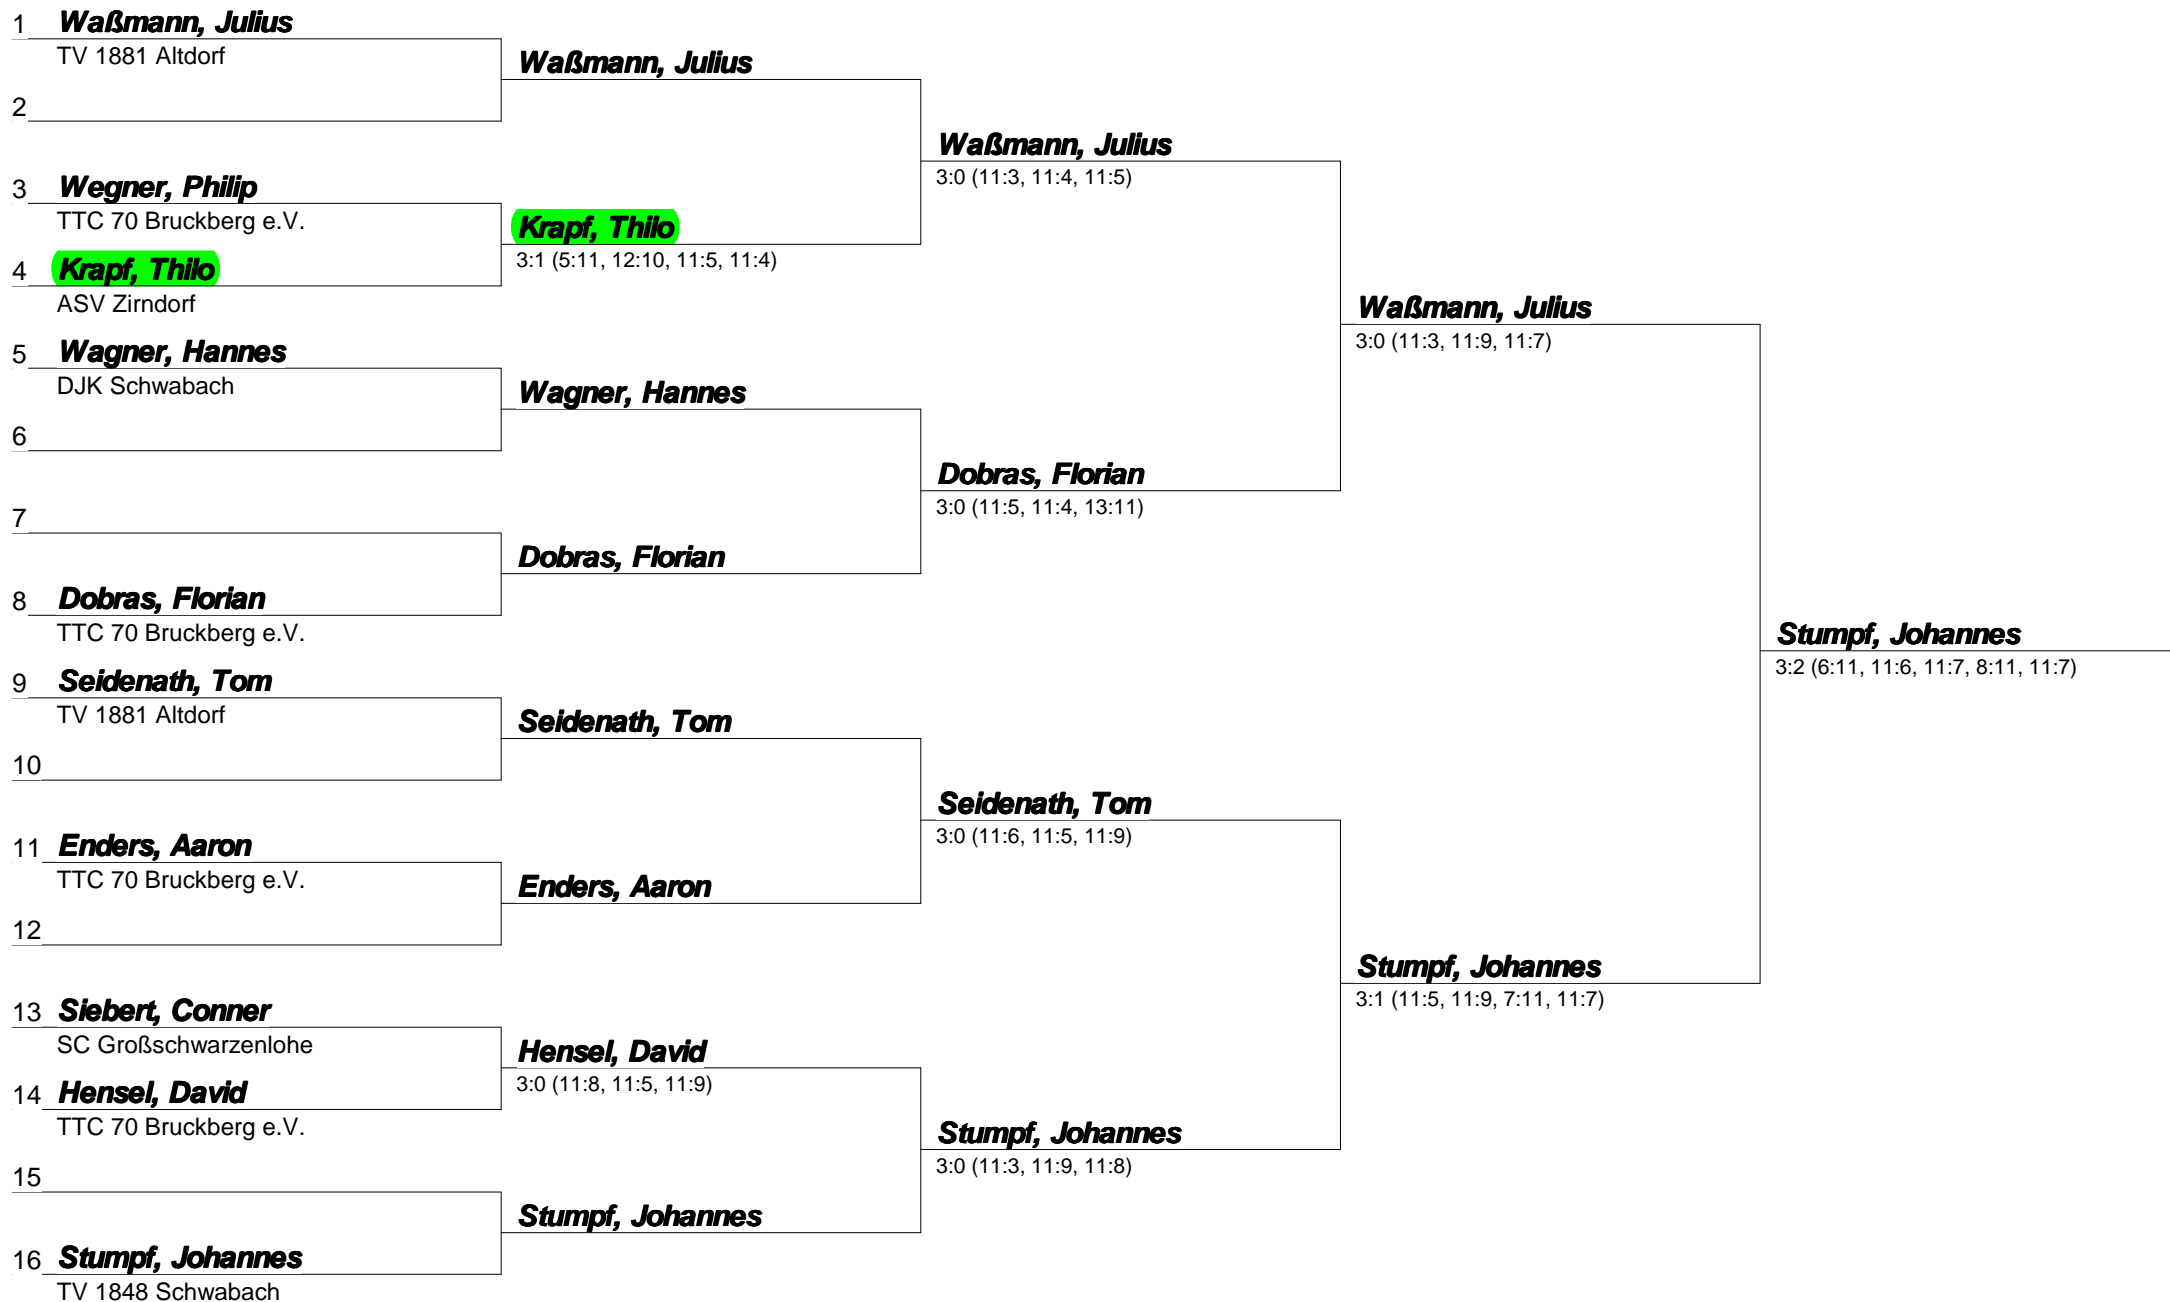 1 Waßmann, Julius
TV 1881 Altdorf
Waßmann, Julius
2
Waßmann, Julius
3:0 (11:3, 11:4, 11:5)
3 Wegner, Philip
TTC 70 Bruckberg e.V.
Krapf, Thilo
3:1 (5:11, 12:10, 11:5, 11:4)
4 Krapf, Thilo
ASV Zirndorf
Waßmann, Julius
3:0 (11:3, 11:9, 11:7)
5 Wagner, Hannes
DJK Schwabach
Wagner, Hannes
6
Dobras, Florian
3:0 (11:5, 11:4, 13:11)
7
Dobras, Florian
8 Dobras, Florian
TTC 70 Bruckberg e.V.
Stumpf, Johannes
3:2 (6:11, 11:6, 11:7, 8:11, 11:7)
9 Seidenath, Tom
TV 1881 Altdorf
Seidenath, Tom
10
Seidenath, Tom
3:0 (11:6, 11:5, 11:9)
11 Enders, Aaron
TTC 70 Bruckberg e.V.
Enders, Aaron
12
Stumpf, Johannes
3:1 (11:5, 11:9, 7:11, 11:7)
13 Siebert, Conner
SC Großschwarzenlohe
Hensel, David
3:0 (11:8, 11:5, 11:9)
14 Hensel, David
TTC 70 Bruckberg e.V.
Stumpf, Johannes
3:0 (11:3, 11:9, 11:8)
15
Stumpf, Johannes
16 Stumpf, Johannes
TV 1848 Schwabach